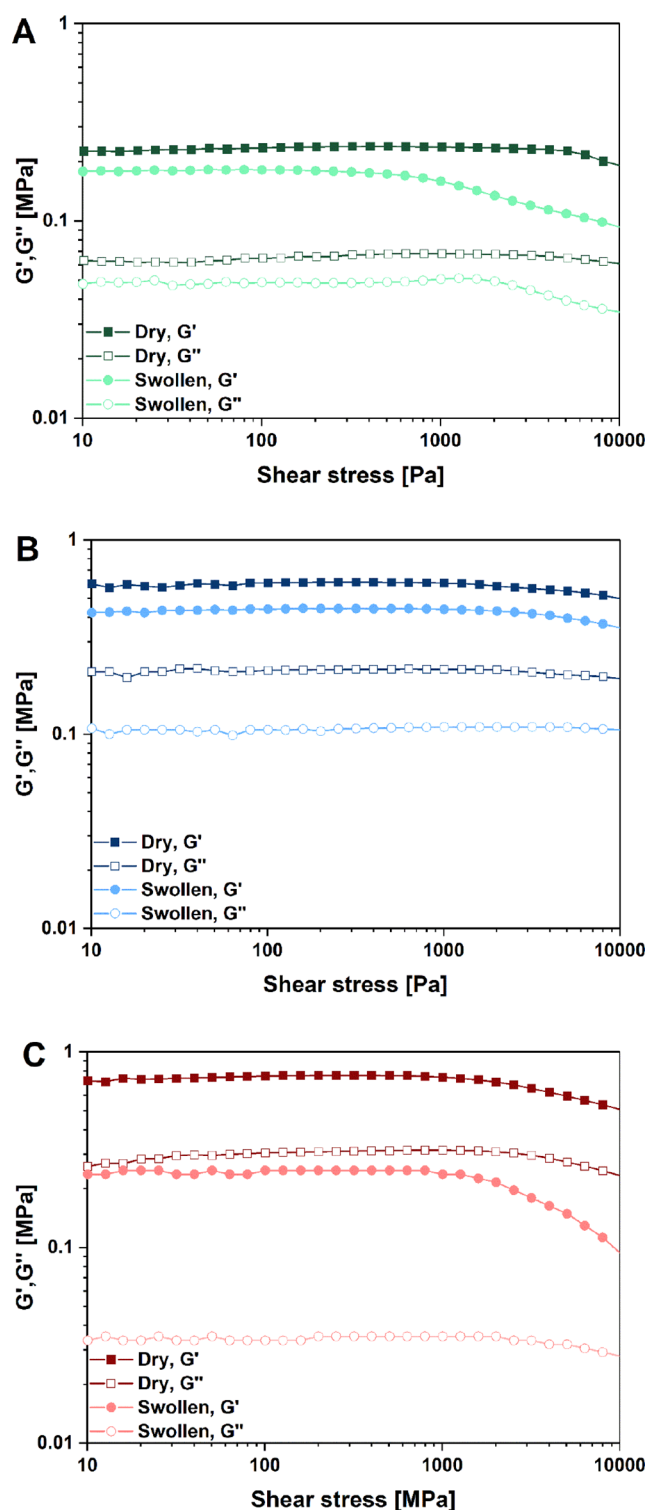 A
1
0.1
0.01
G',G'' [MPa]
Dry, G'
Dry, G''
Swollen, G'
Swollen, G''
10 100 1000 10000
Shear stress [Pa]
B
1
0.1
0.01
G',G'' [MPa]
Dry, G'
Dry, G''
Swollen, G'
Swollen, G''
10 100 1000 10000
Shear stress [Pa]
C
1
0.1
0.01
G',G'' [MPa]
Dry, G'
Dry, G''
Swollen, G'
Swollen, G''
10 100 1000 10000
Shear stress [MPa]